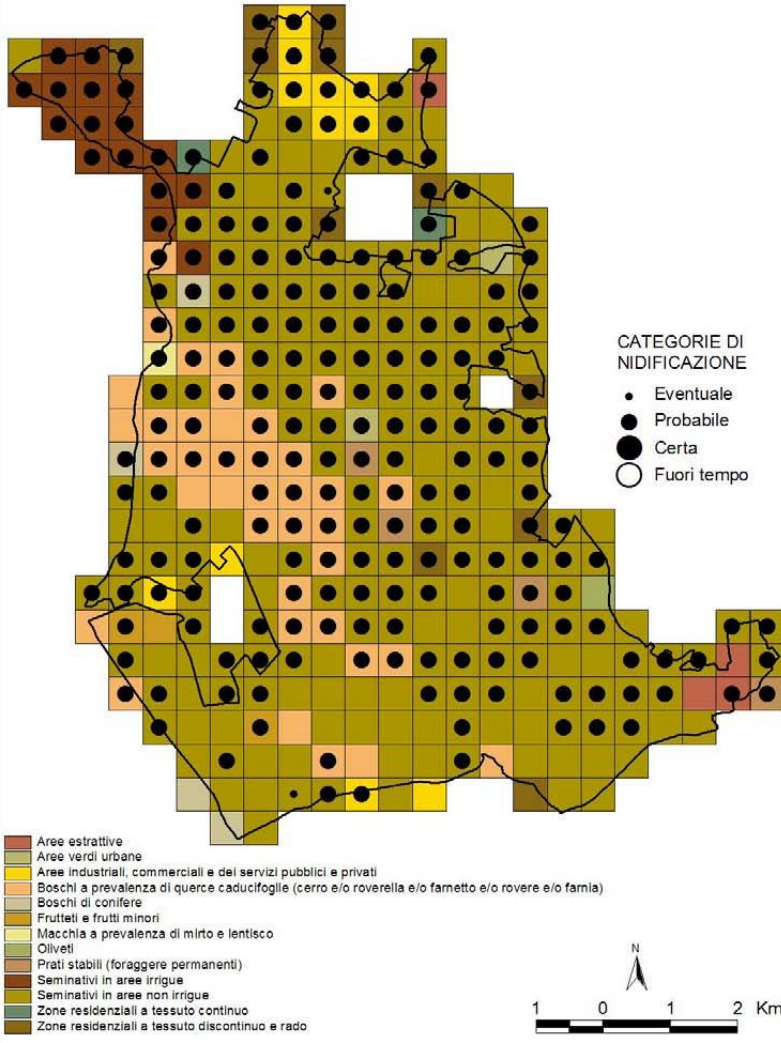 CATEGORIE DI
NIDIFICAZIONE
Eventuale
Probabile
Certa
Fuori tempo
Aree estrattive
Aree verdi urbane
Aree industriali, commerciali e dei servizi pubblici e privati
Boschi a prevalenza di querce caducifoglie (cerro e/o roverella e/o farnetto e/o rovere e/o farnia)
Boschi di conifere
Frutteti e frutti minori
Macchia a prevalenza di mirto e lentisco
Oliveti
Prati stabili (foraggere permanenti)
Seminativi in aree irrigue
Seminativi in aree non irrigue
Zone residenziali a tessuto continuo
Zone residenziali a tessuto discontinuo e rado
N
1 0 1 2 Km